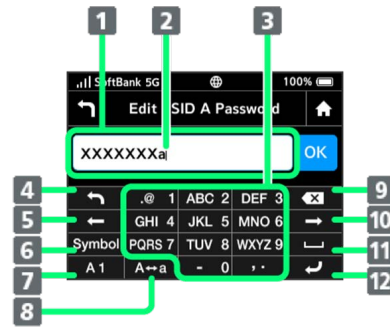 1 2 3
SoftBank 5G 100%
Edit SSID A Password
XXXXXXXa OK
4 .@ 1 ABC 2 DEF 3 9
5 GHI 4 JKL 5 MNO 6 10
6 Symbol PQRS 7 TUV 8 WXYZ 9 11
7 A1 A↔a - 0 , . 12
8